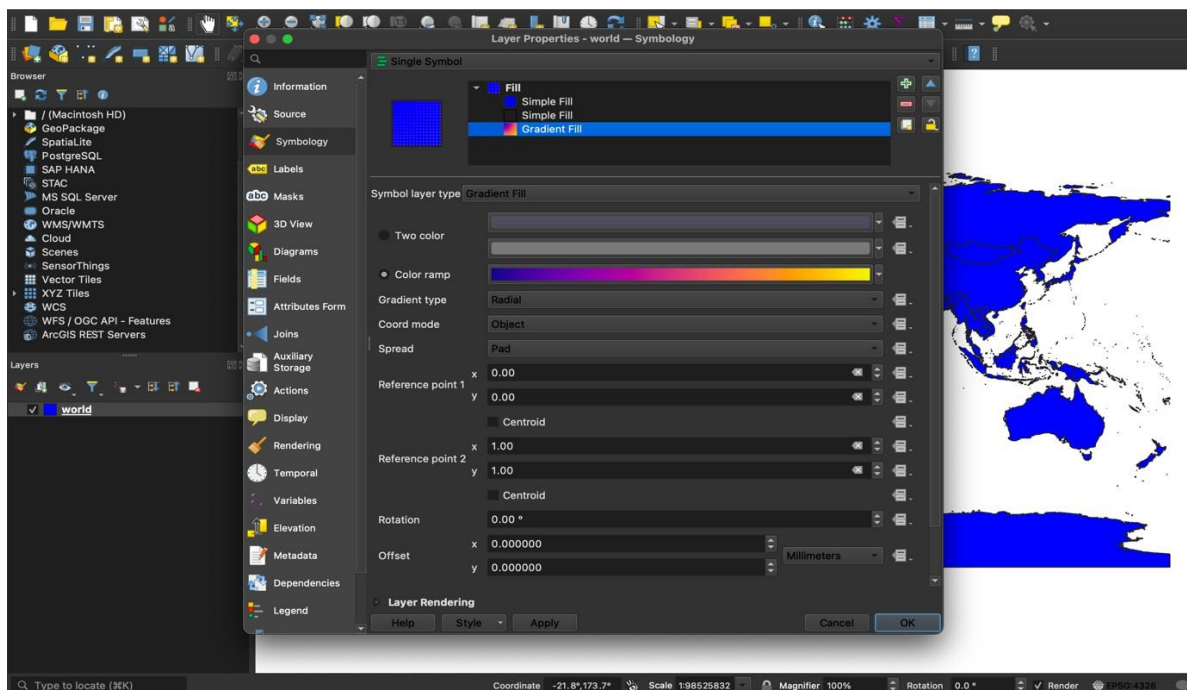 Layer Properties - world — Symbology
Browser
/ (Macintosh HD)
GeoPackage
SpatiaLite
PostgreSQL
SAP HANA
STAC
MS SQL Server
Oracle
WMS/WMTS
Cloud
Scenes
SensorThings
Vector Tiles
XYZ Tiles
WCS
WFS / OGC API - Features
ArcGIS REST Servers
Layers
world
Information
Source
Symbology
abc Labels
abc Masks
3D View
Diagrams
Fields
Attributes Form
Joins
Auxiliary
Storage
Actions
Display
Rendering
Temporal
Variables
Elevation
Metadata
Dependencies
Legend
Single Symbol
Fill
Simple Fill
Simple Fill
Gradient Fill
Symbol layer type Gradient Fill
Two color
Color ramp
Gradient type Radial
Coord mode Object
Spread Pad
Reference point 1
x 0.00
y 0.00
Centroid
Reference point 2
x 1.00
y 1.00
Centroid
Rotation 0.00 °
Offset
x 0.000000
Millimeters
y 0.000000
Layer Rendering
Help Style Apply Cancel OK
Type to locate (⌘K) Coordinate -21.8°,173.7° Scale 1:98525832 Magnifier 100% Rotation 0.0 ° Render EPSG:4326